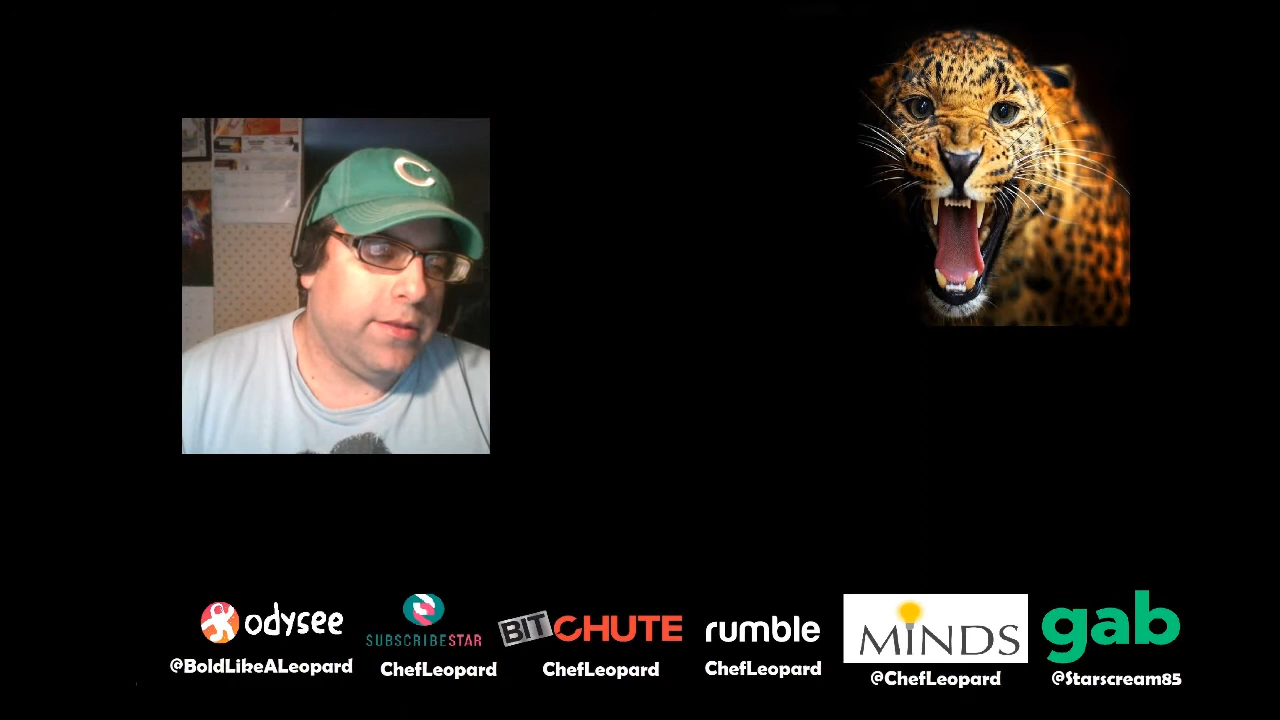 C
odysee
SUBSCRIBESTAR
BITCHUTE
rumble
MINDS
gab
@BoldLikeALeopard
ChefLeopard
ChefLeopard
ChefLeopard
@ChefLeopard
@Starscream85